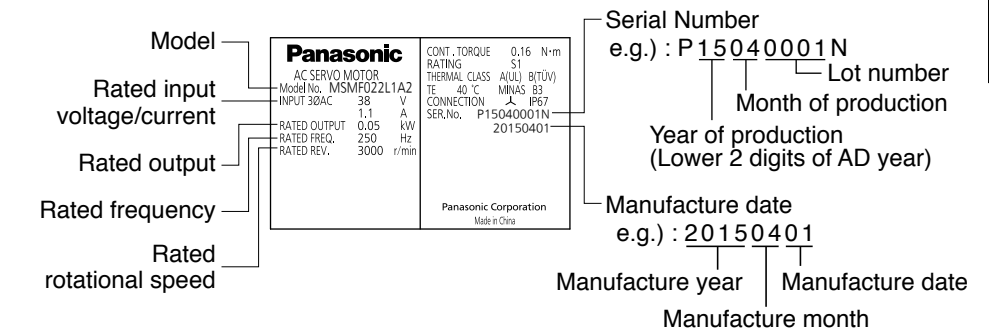 Model
Rated input
voltage/current
Rated output
Rated frequency
Rated
rotational speed
Panasonic
AC SERVO MOTOR
Model No. MSMF022L1A2
INPUT 3ØAC 38 V
1.1 A
RATED OUTPUT 0.05 kW
RATED FREQ. 250 Hz
RATED REV. 3000 r/min
CONT . TORQUE 0.16 N·m
RATING S1
THERMAL CLASS A(UL) B(TÜV)
TE 40 ℃ MINAS B3
CONNECTION 人 IP67
SER.No. P15040001N
20150401
Panasonic Corporation
Made in China
Serial Number
e.g.) : P15040001N
Lot number
Month of production
Year of production
(Lower 2 digits of AD year)
Manufacture date
e.g.) : 20150401
Manufacture year
Manufacture date
Manufacture month